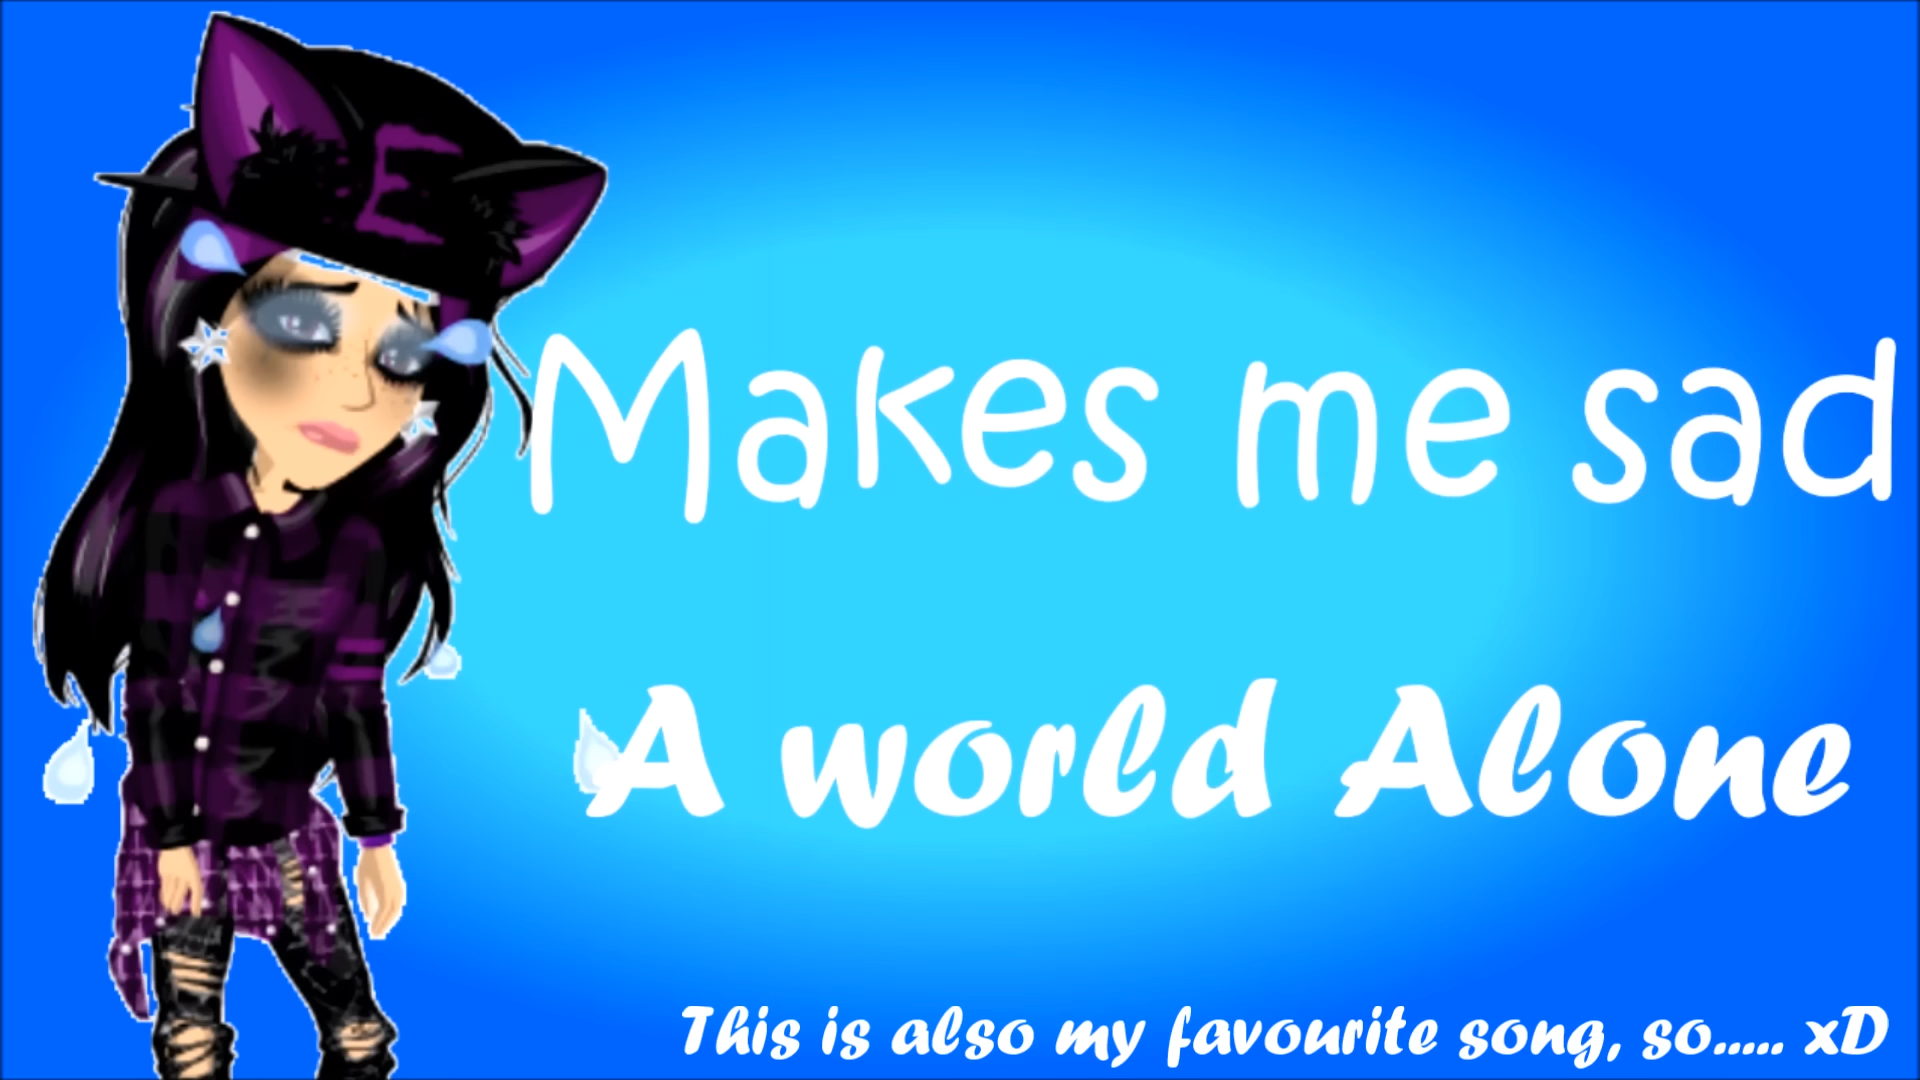 E
Makes me sad
A world Alone
This is also my favourite song, so..... xD